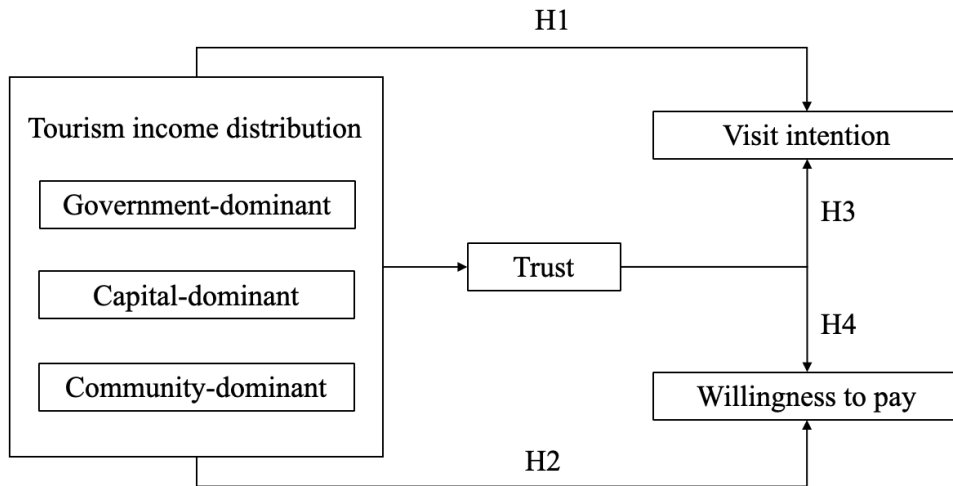 H1
Tourism income distribution
Visit intention
Government-dominant
H3
Trust
Capital-dominant
H4
Community-dominant
Willingness to pay
H2